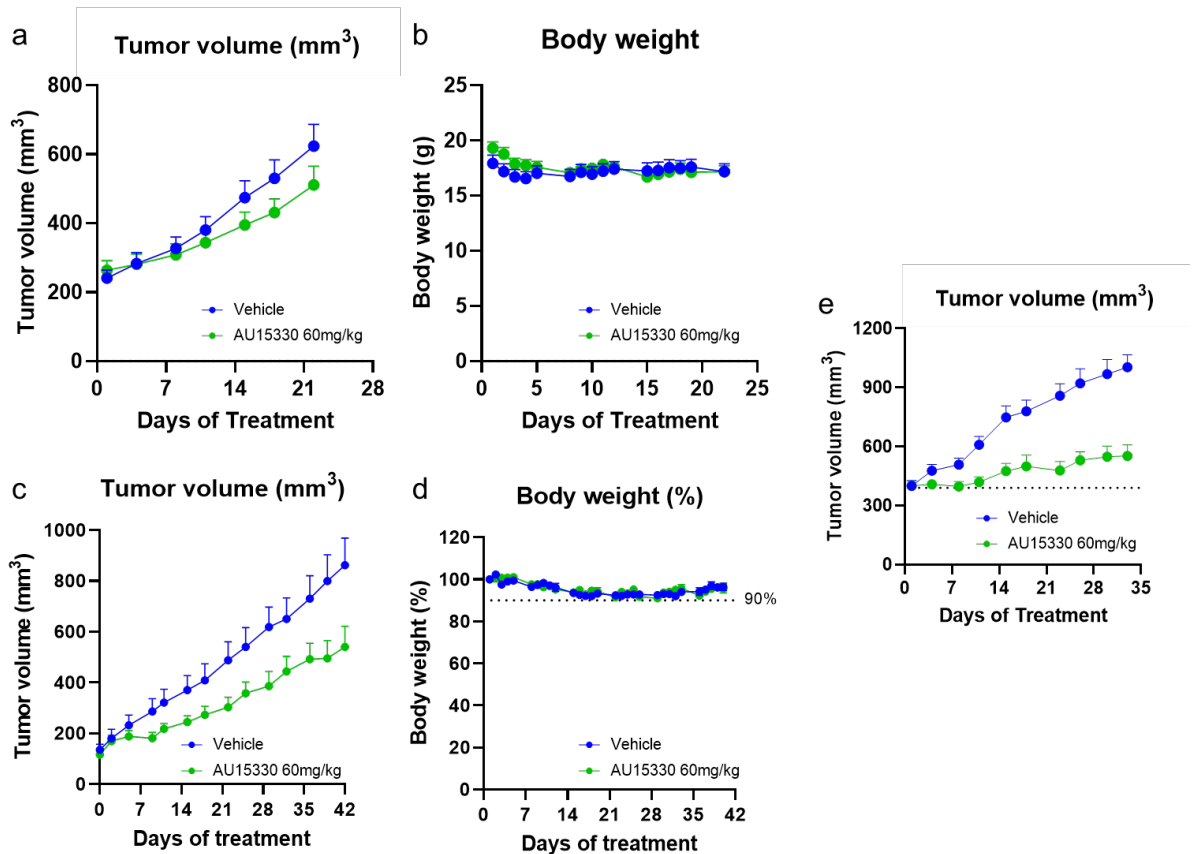 a
Tumor volume (mm³)
Tumor volume (mm³)
800
600
400
200
0
Vehicle
AU15330 60mg/kg
0 7 14 21 28
Days of Treatment
b
Body weight
Body weight (g)
25
20
15
10
5
0
Vehicle
AU15330 60mg/kg
0 5 10 15 20 25
Days of Treatment
c
Tumor volume (mm³)
Tumor volume (mm³)
1000
800
600
400
200
0
Vehicle
AU15330 60mg/kg
0 7 14 21 28 35 42
Days of treatment
d
Body weight (%)
Body weight (%)
120
100
80
60
40
20
0
90%
Vehicle
AU15330 60mg/kg
0 7 14 21 28 35 42
Days of treatment
e
Tumor volume (mm³)
Tumor volume (mm³)
1200
900
600
300
0
Vehicle
AU15330 60mg/kg
0 7 14 21 28 35
Days of Treatment